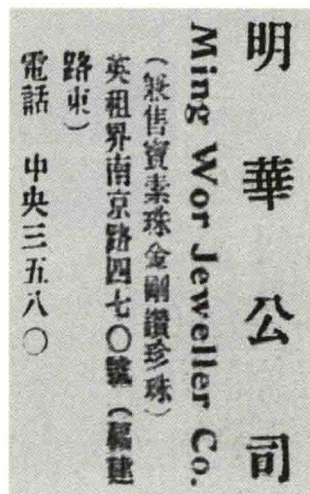 明華公司
Ming Wor Jeweller Co.
（兼售寶素珠金剛鑽珍珠）
英租界南京路四七〇號（福建
路東）
電話 中央三五八〇